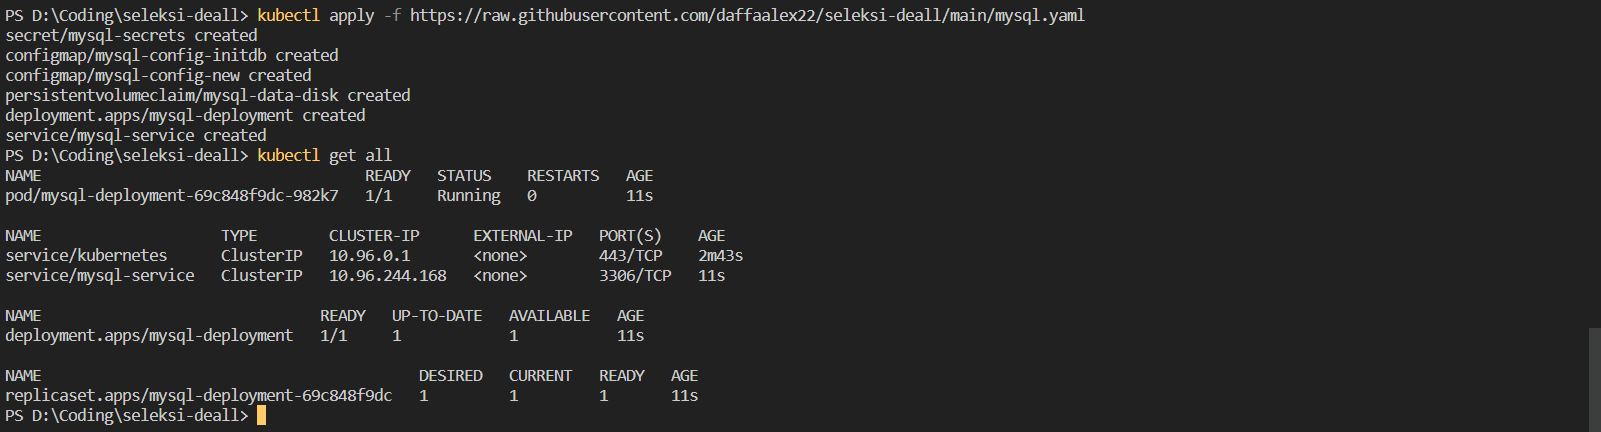 PS D:\Coding\seleksi-deall> kubectl apply -f https://raw.githubusercontent.com/daffaalex22/seleksi-deall/main/mysql.yaml
secret/mysql-secrets created
configmap/mysql-config-initdb created
configmap/mysql-config-new created
persistentvolumeclaim/mysql-data-disk created
deployment.apps/mysql-deployment created
service/mysql-service created
PS D:\Coding\seleksi-deall> kubectl get all
NAME READY STATUS RESTARTS AGE
pod/mysql-deployment-69c848f9dc-982k7 1/1 Running 0 11s
NAME TYPE CLUSTER-IP EXTERNAL-IP PORT(S) AGE
service/kubernetes ClusterIP 10.96.0.1 <none> 443/TCP 2m43s
service/mysql-service ClusterIP 10.96.244.168 <none> 3306/TCP 11s
NAME READY UP-TO-DATE AVAILABLE AGE
deployment.apps/mysql-deployment 1/1 1 1 11s
NAME DESIRED CURRENT READY AGE
replicaset.apps/mysql-deployment-69c848f9dc 1 1 1 11s
PS D:\Coding\seleksi-deall>